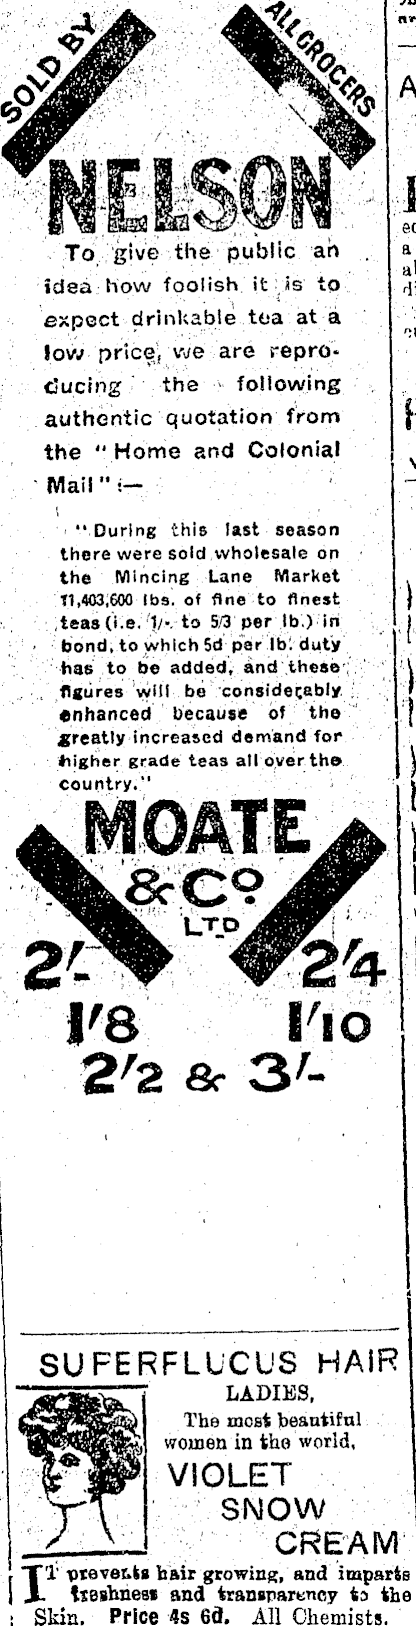 SOLD BY
ALL GROCERS
NELSON
To give the public an
idea how foolish it is to
expect drinkable tea at a
low price, we are repro-
ducing the following
authentic quotation from
the "Home and Colonial
Mail" :—
"During this last season
there were sold wholesale on
the Mincing Lane Market
11,403,600 lbs. of fine to finest
teas (i.e. 1/- to 5/3 per lb.) in
bond, to which 5d per lb. duty
has to be added, and these
figures will be considerably
enhanced because of the
greatly increased demand for
higher grade teas all over the
country."
MOATE
& Co.
LTD
2/- 2/4
1/8 1/10
2/2 & 3/-
SUPERFLUCUS HAIR
LADIES,
The most beautiful
women in the world,
VIOLET
SNOW
CREAM
IT prevents hair growing, and imparts
freshness and transparency to the
Skin. Price 4s 6d. All Chemists.